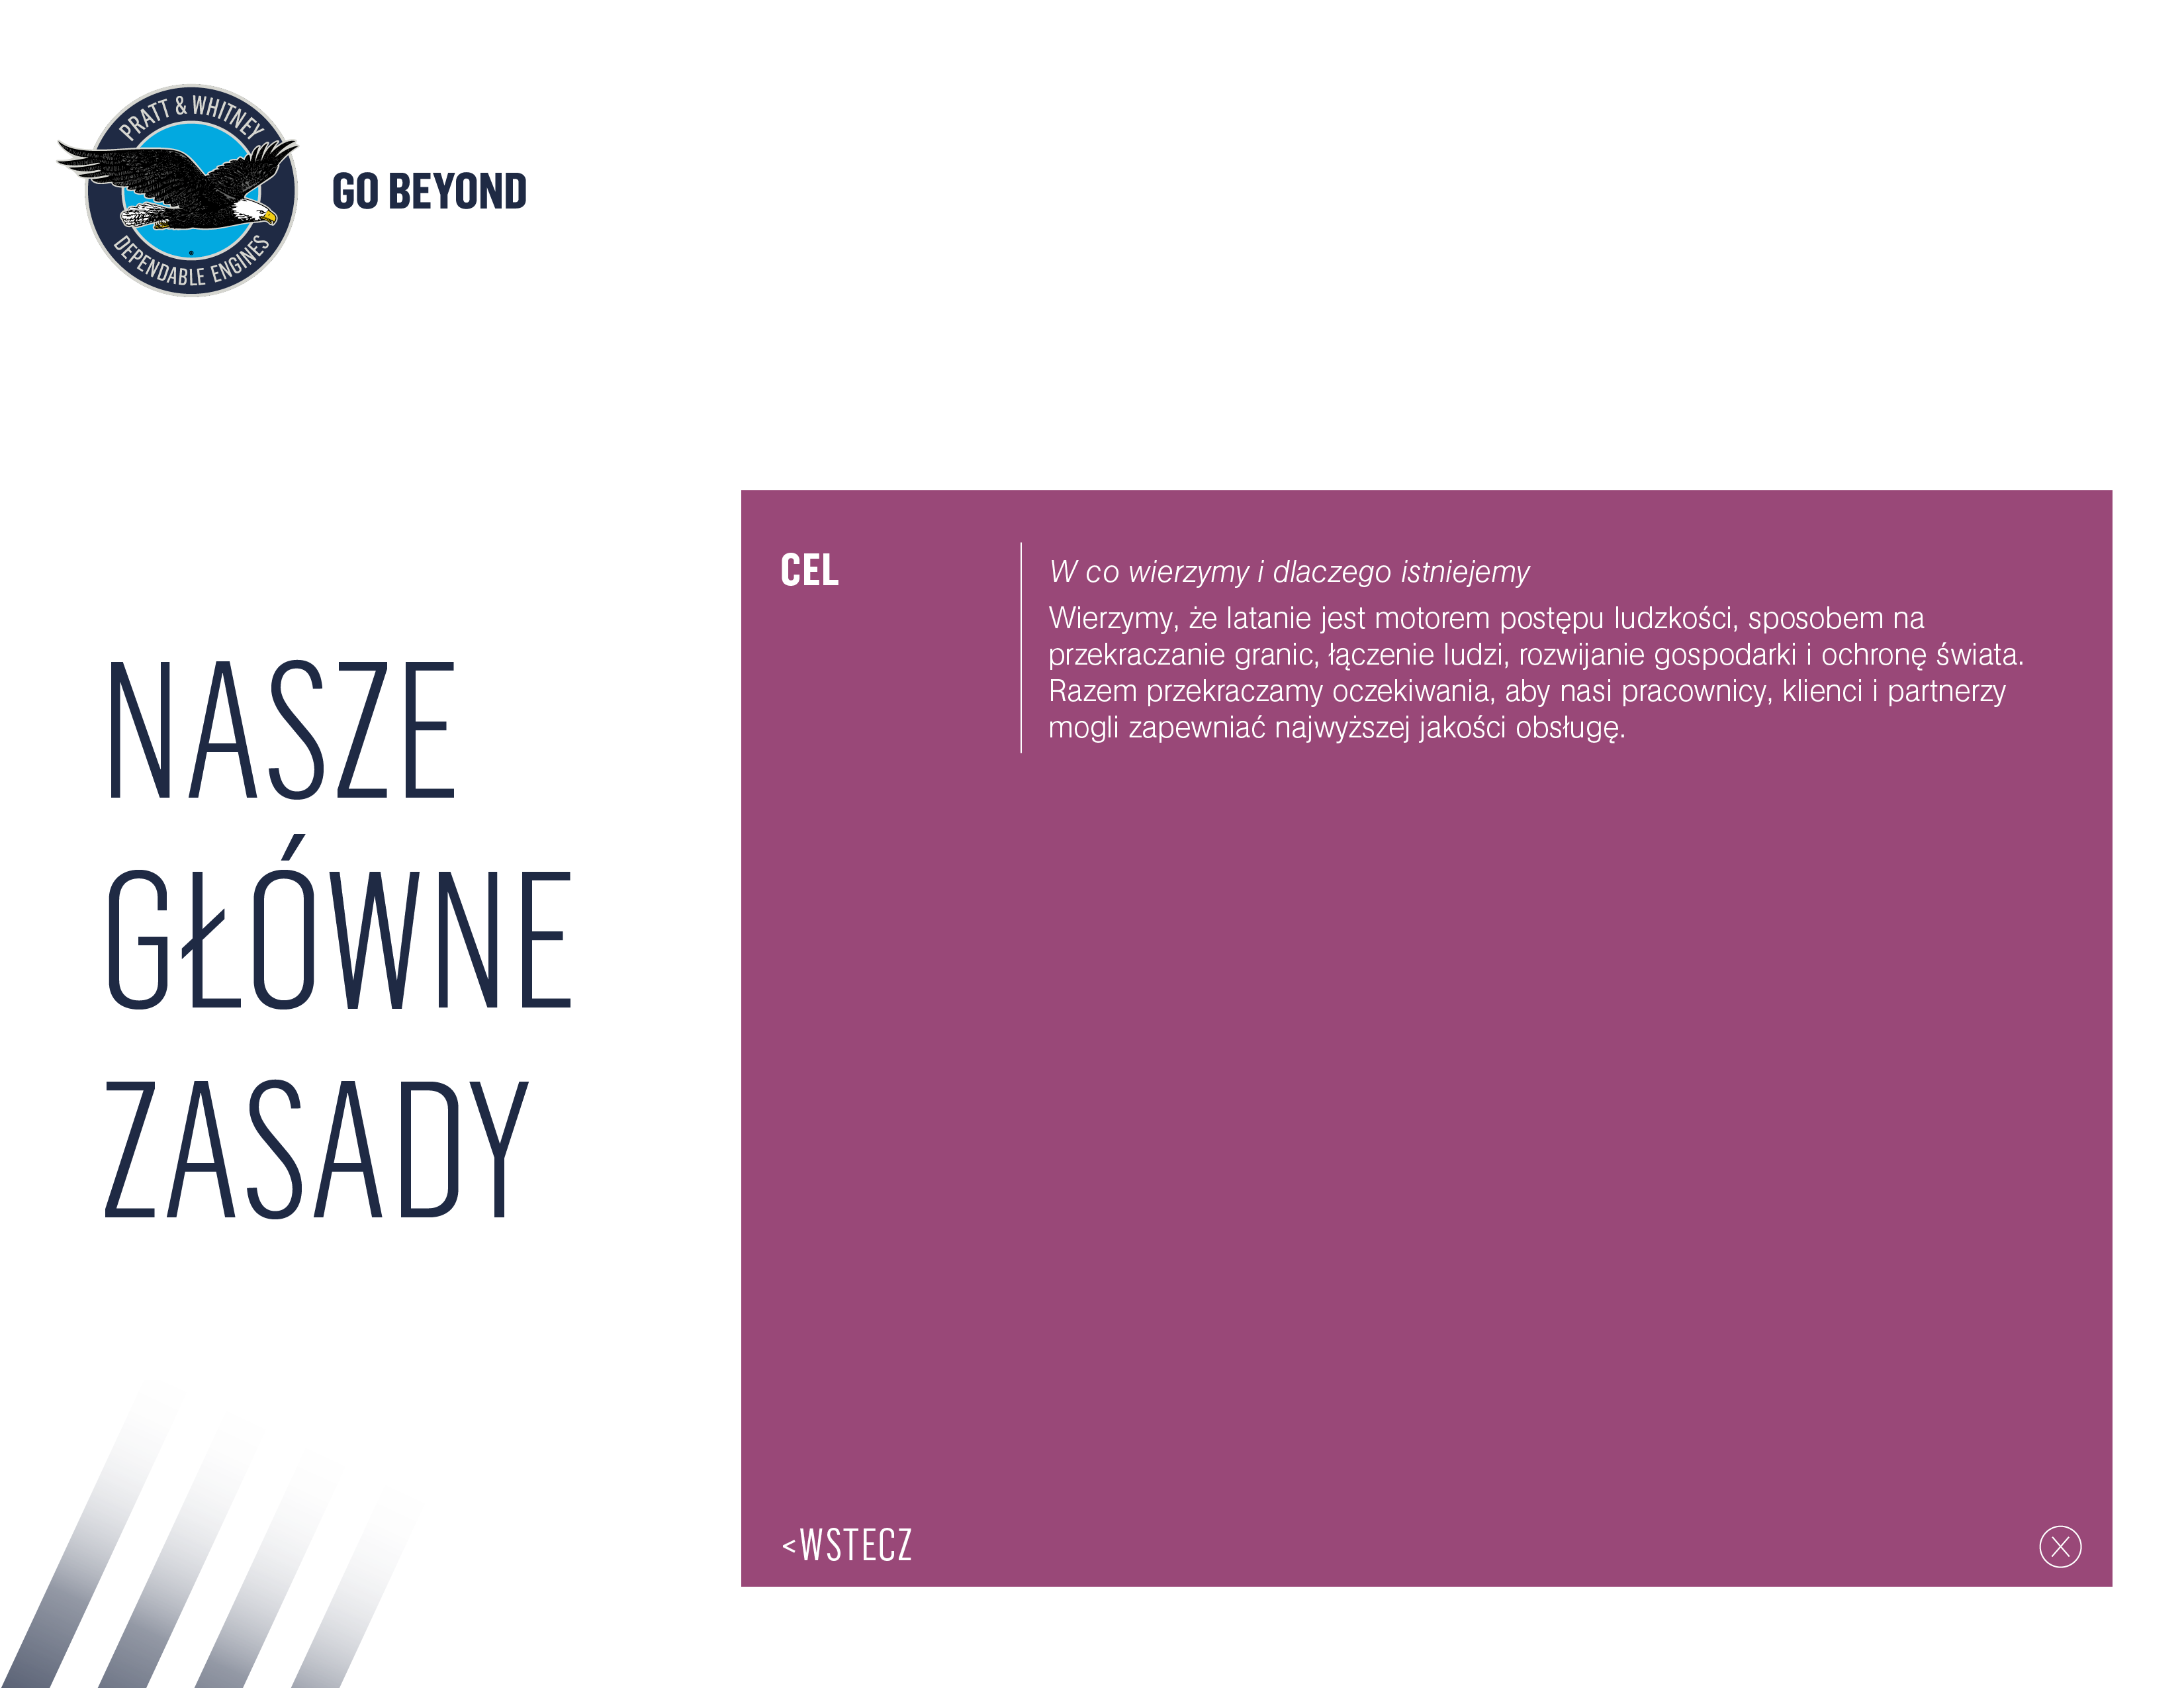 PRATT & WHITNEY
DEPENDABLE ENGINES
GO BEYOND
NASZE
GŁÓWNE
ZASADY
CEL
W co wierzymy i dlaczego istniejemy
Wierzymy, że latanie jest motorem postępu ludzkości, sposobem na
przekraczanie granic, łączenie ludzi, rozwijanie gospodarki i ochronę świata.
Razem przekraczamy oczekiwania, aby nasi pracownicy, klienci i partnerzy
mogli zapewniać najwyższej jakości obsługę.
<WSTECZ